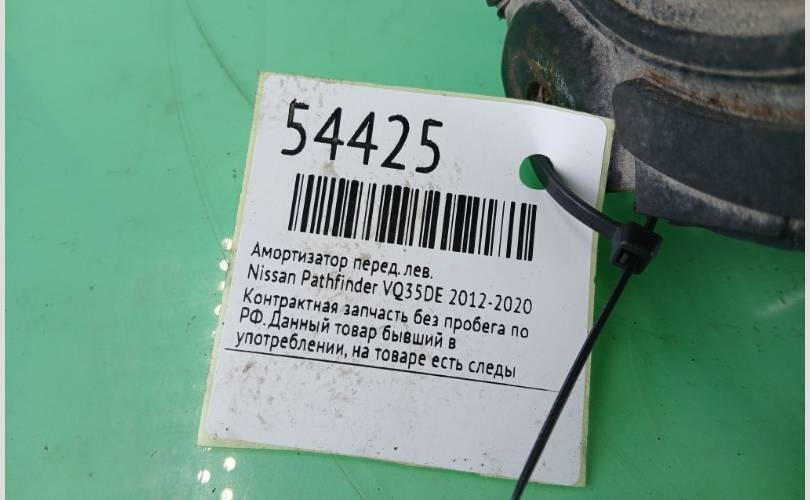 54425
Амортизатор перед. лев.
Nissan Pathfinder VQ35DE 2012-2020
Контрактная запчасть без пробега по
РФ. Данный товар бывший в
употреблении, на товаре есть следы